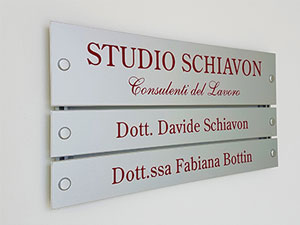 STUDIO SCHIAVON
Consulenti del Lavoro
Dott. Davide Schiavon
Dott.ssa Fabiana Bottin